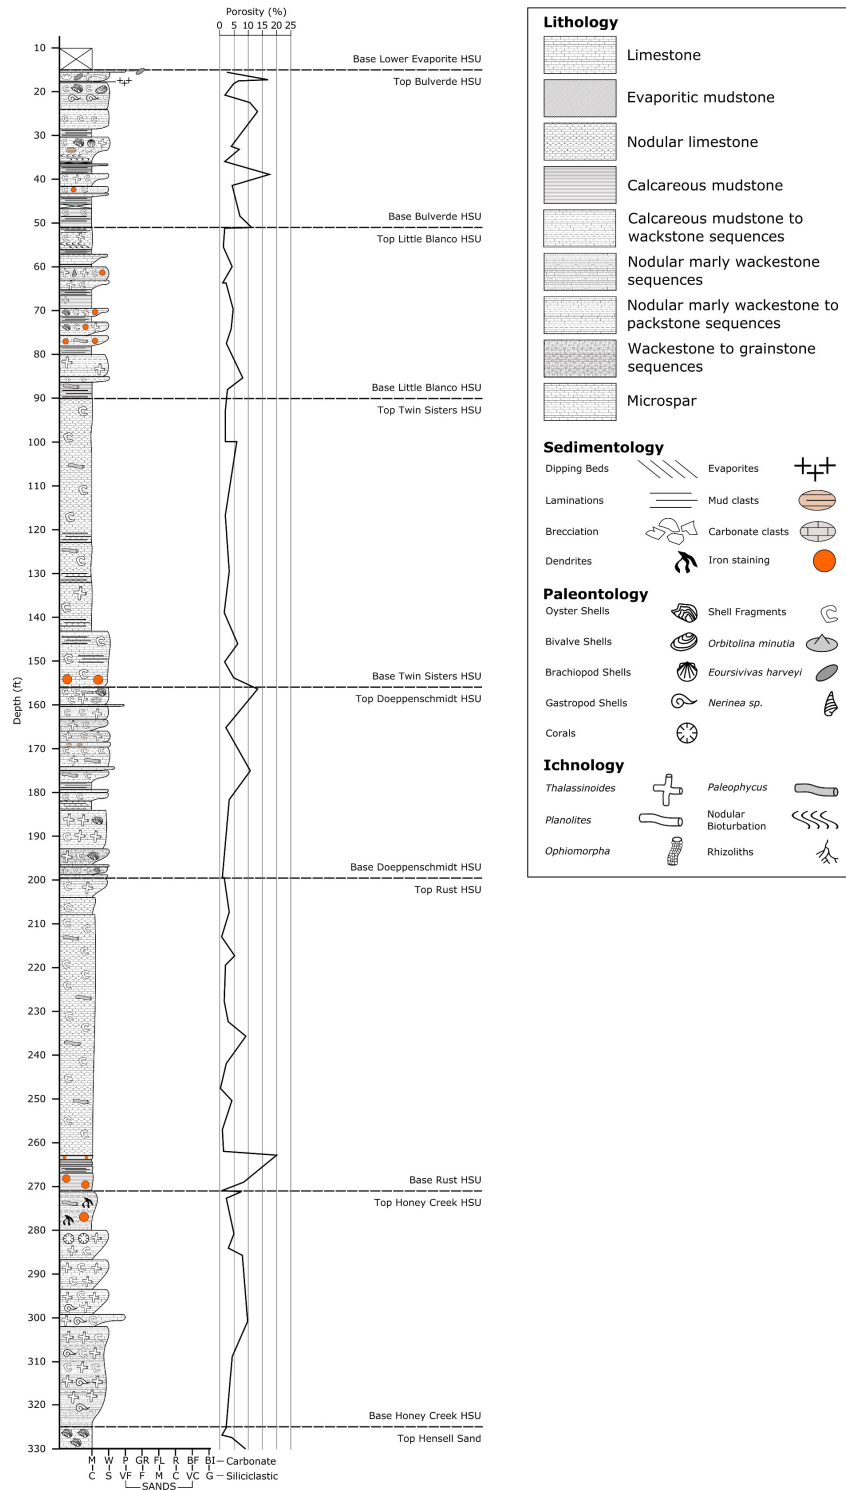 Porosity (%)
0 5 10 15 20 25
10
Base Lower Evaporite HSU
Top Bulverde HSU
20
30
40
Base Bulverde HSU
50
Top Little Blanco HSU
60
70
80
Base Little Blanco HSU
90
Top Twin Sisters HSU
100
110
120
130
140
150
Base Twin Sisters HSU
Depth (ft)
Top Doeppenschmidt HSU
160
170
180
190
Base Doeppenschmidt HSU
200
Top Rust HSU
210
220
230
240
250
260
Base Rust HSU
270
Top Honey Creek HSU
280
290
300
310
320
Base Honey Creek HSU
Top Hensell Sand
330
M W P GR FL R BF BI Carbonate
C S VF F M C VC G Siliciclastic
SANDS
Lithology
Limestone
Evaporitic mudstone
Nodular limestone
Calcareous mudstone
Calcareous mudstone to
wackstone sequences
Nodular marly wackestone
sequences
Nodular marly wackestone to
packstone sequences
Wackestone to grainstone
sequences
Microspar
Sedimentology
Dipping Beds Evaporites
Laminations Mud clasts
Brecciation Carbonate clasts
Dendrites Iron staining
Paleontology
Oyster Shells Shell Fragments
Bivalve Shells Orbitolina minutia
Brachiopod Shells Eoursivivas harveyi
Gastropod Shells Nerinea sp.
Corals
Ichnology
Thalassinoides Paleophycus
Planolites Nodular
Bioturbation
Ophiomorpha Rhizoliths